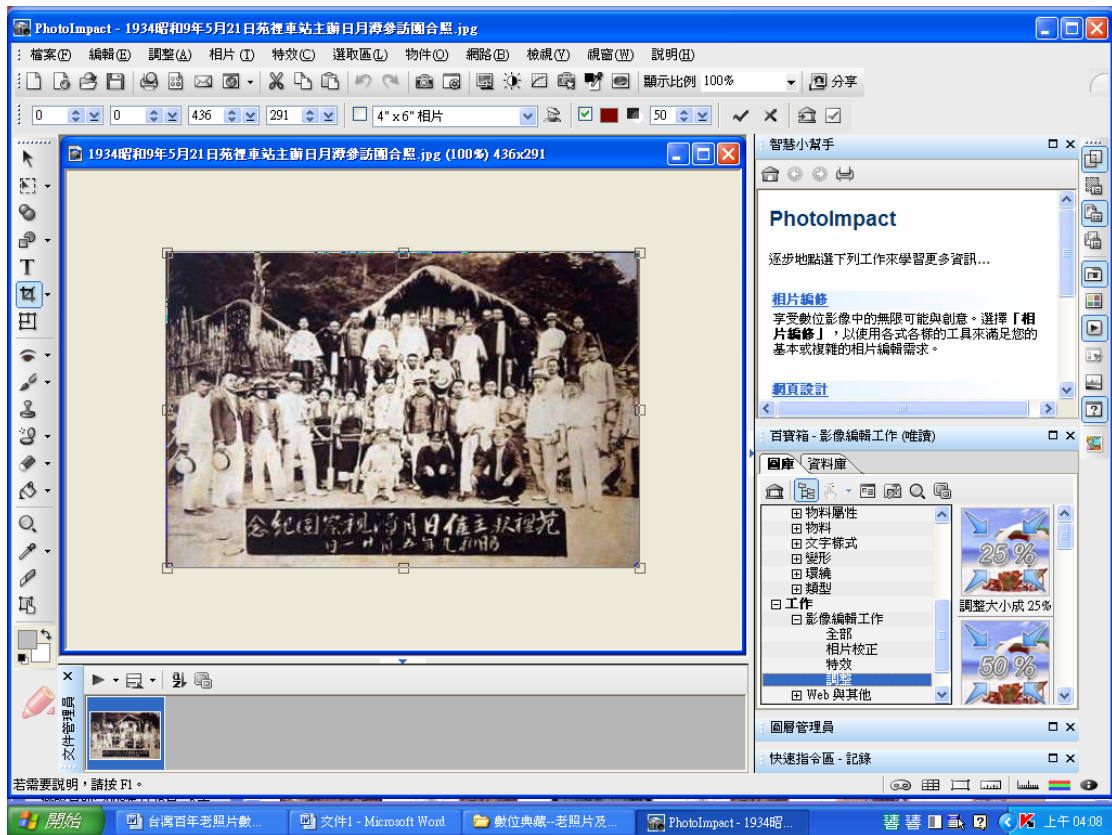 PhotoImpact - 1934昭和9年5月21日苑裡車站主辦日月潭參訪團合照.jpg
檔案(F) 編輯(E) 調整(A) 相片(T) 特效(C) 選取區(L) 物件(O) 網路(B) 檢視(V) 視窗(W) 說明(H)
顯示比例 100% 分享
0 0 436 291 4" x 6" 相片 50
1934昭和9年5月21日苑裡車站主辦日月潭參訪團合照.jpg (100%) 436x291
苑裡驛主催日月潭視察團紀念
昭和九年五月廿一日
智慧小幫手
PhotoImpact
逐步地點選下列工作來學習更多資訊...
相片編修
享受數位影像中的無限可能與創意。選擇「相
片編修」，以使用各式各樣的工具來滿足您的
基本或複雜的相片編輯需求。
網頁設計
百寶箱 - 影像編輯工作 (唯讀)
圖庫 資料庫
物料屬性
物料
文字樣式
變形
環繞
類型
工作
影像編輯工作
全部
相片校正
特效
調整
Web 與其他
25 %
調整大小成 25%
50 %
圖層管理員
快速指令區 - 記錄
文件管理員
若需要說明，請按 F1。
開始
台灣百年老照片數...
文件1 - Microsoft Word
數位典藏--老照片及...
PhotoImpact - 1934昭...
上午 04:08